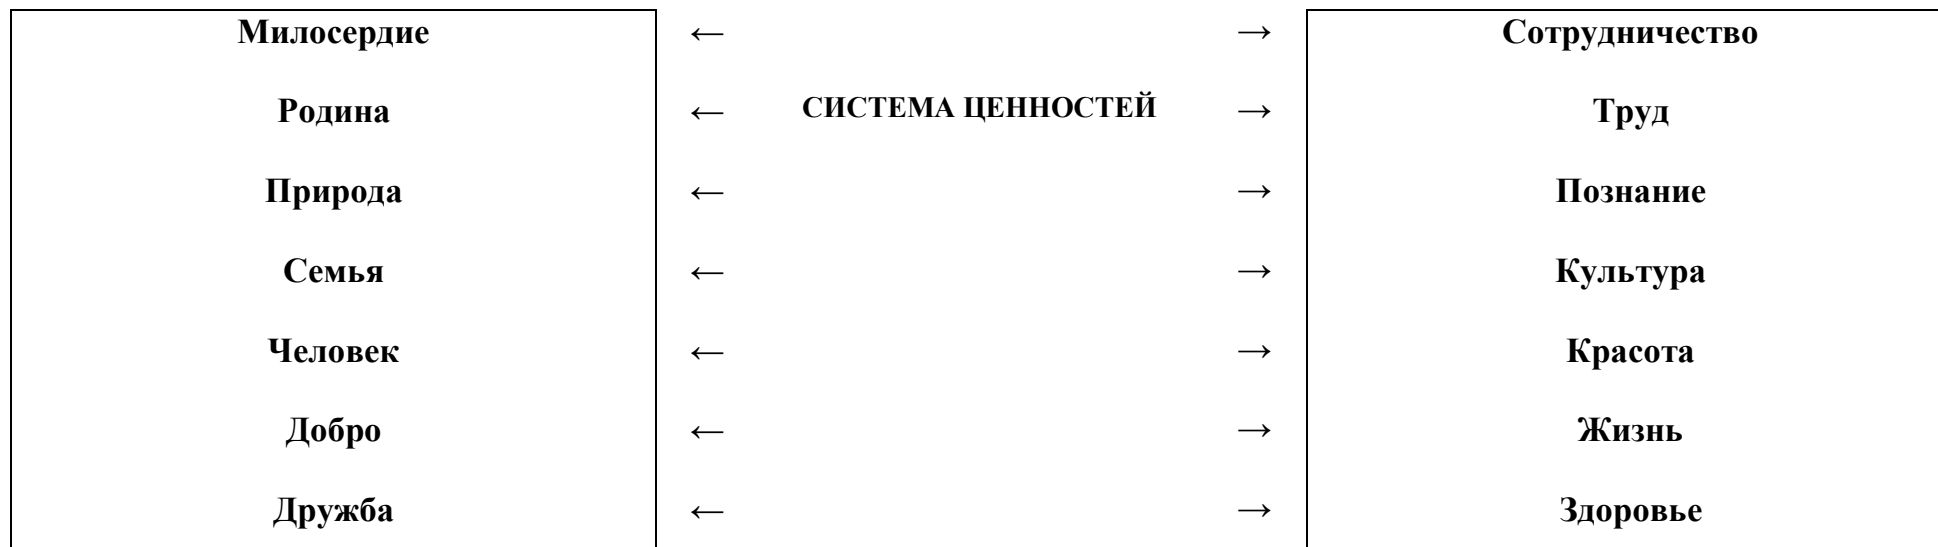 Милосердие ← → Сотрудничество
Родина ← СИСТЕМА ЦЕННОСТЕЙ → Труд
Природа ← → Познание
Семья ← → Культура
Человек ← → Красота
Добро ← → Жизнь
Дружба ← → Здоровье